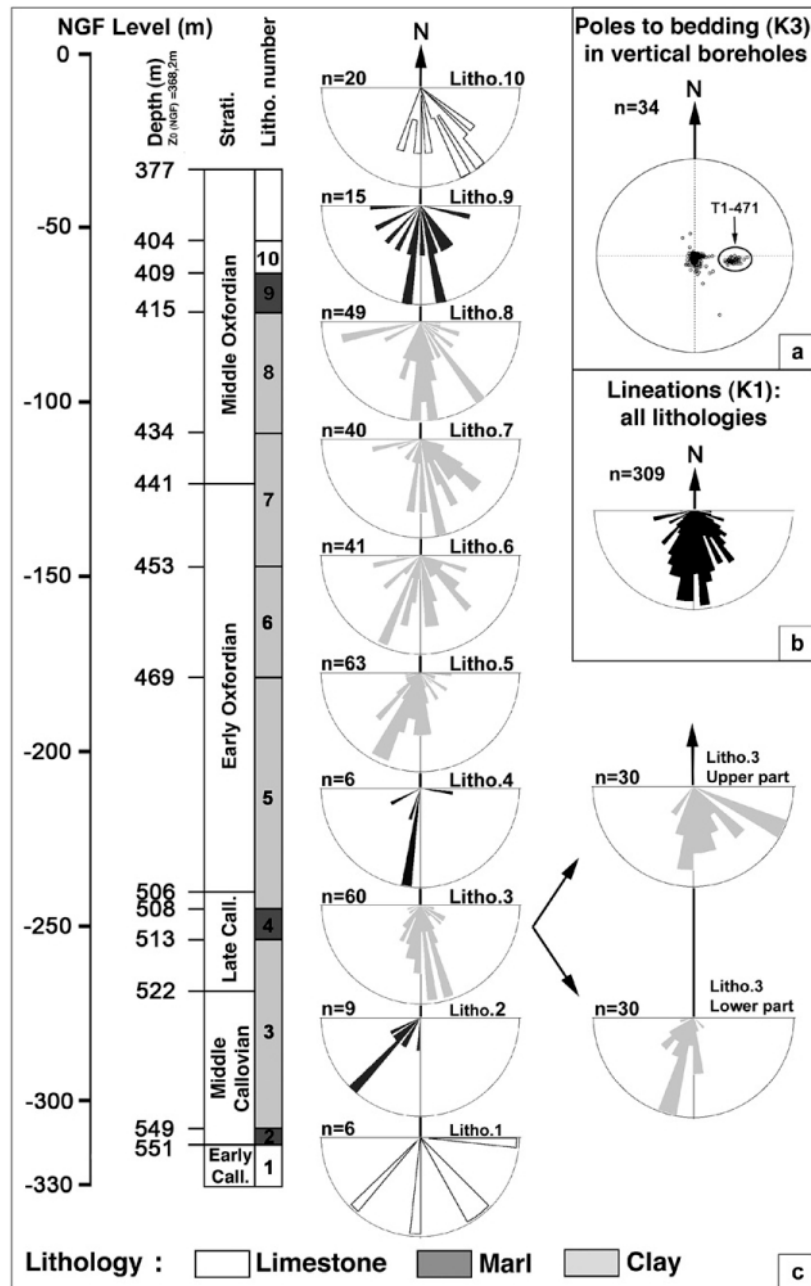 NGF Level (m)
0
-50
-100
-150
-200
-250
-300
-330
Depth (m)
Z0 (NGF) =368,2m
Strati.
Litho. number
377
404
409
415
434
441
453
469
506
508
513
522
549
551
Middle Oxfordian
Early Oxfordian
Late Call.
Middle
Callovian
Early
Call.
10
9
8
7
6
5
4
3
2
1
N
n=20 Litho.10
n=15 Litho.9
n=49 Litho.8
n=40 Litho.7
n=41 Litho.6
n=63 Litho.5
n=6 Litho.4
n=60 Litho.3
n=9 Litho.2
n=6 Litho.1
Poles to bedding (K3)
in vertical boreholes
N
n=34
T1-471
a
Lineations (K1):
all lithologies
N
n=309
b
Litho.3
Upper part
n=30
Litho.3
Lower part
n=30
Lithology : Limestone Marl Clay
c